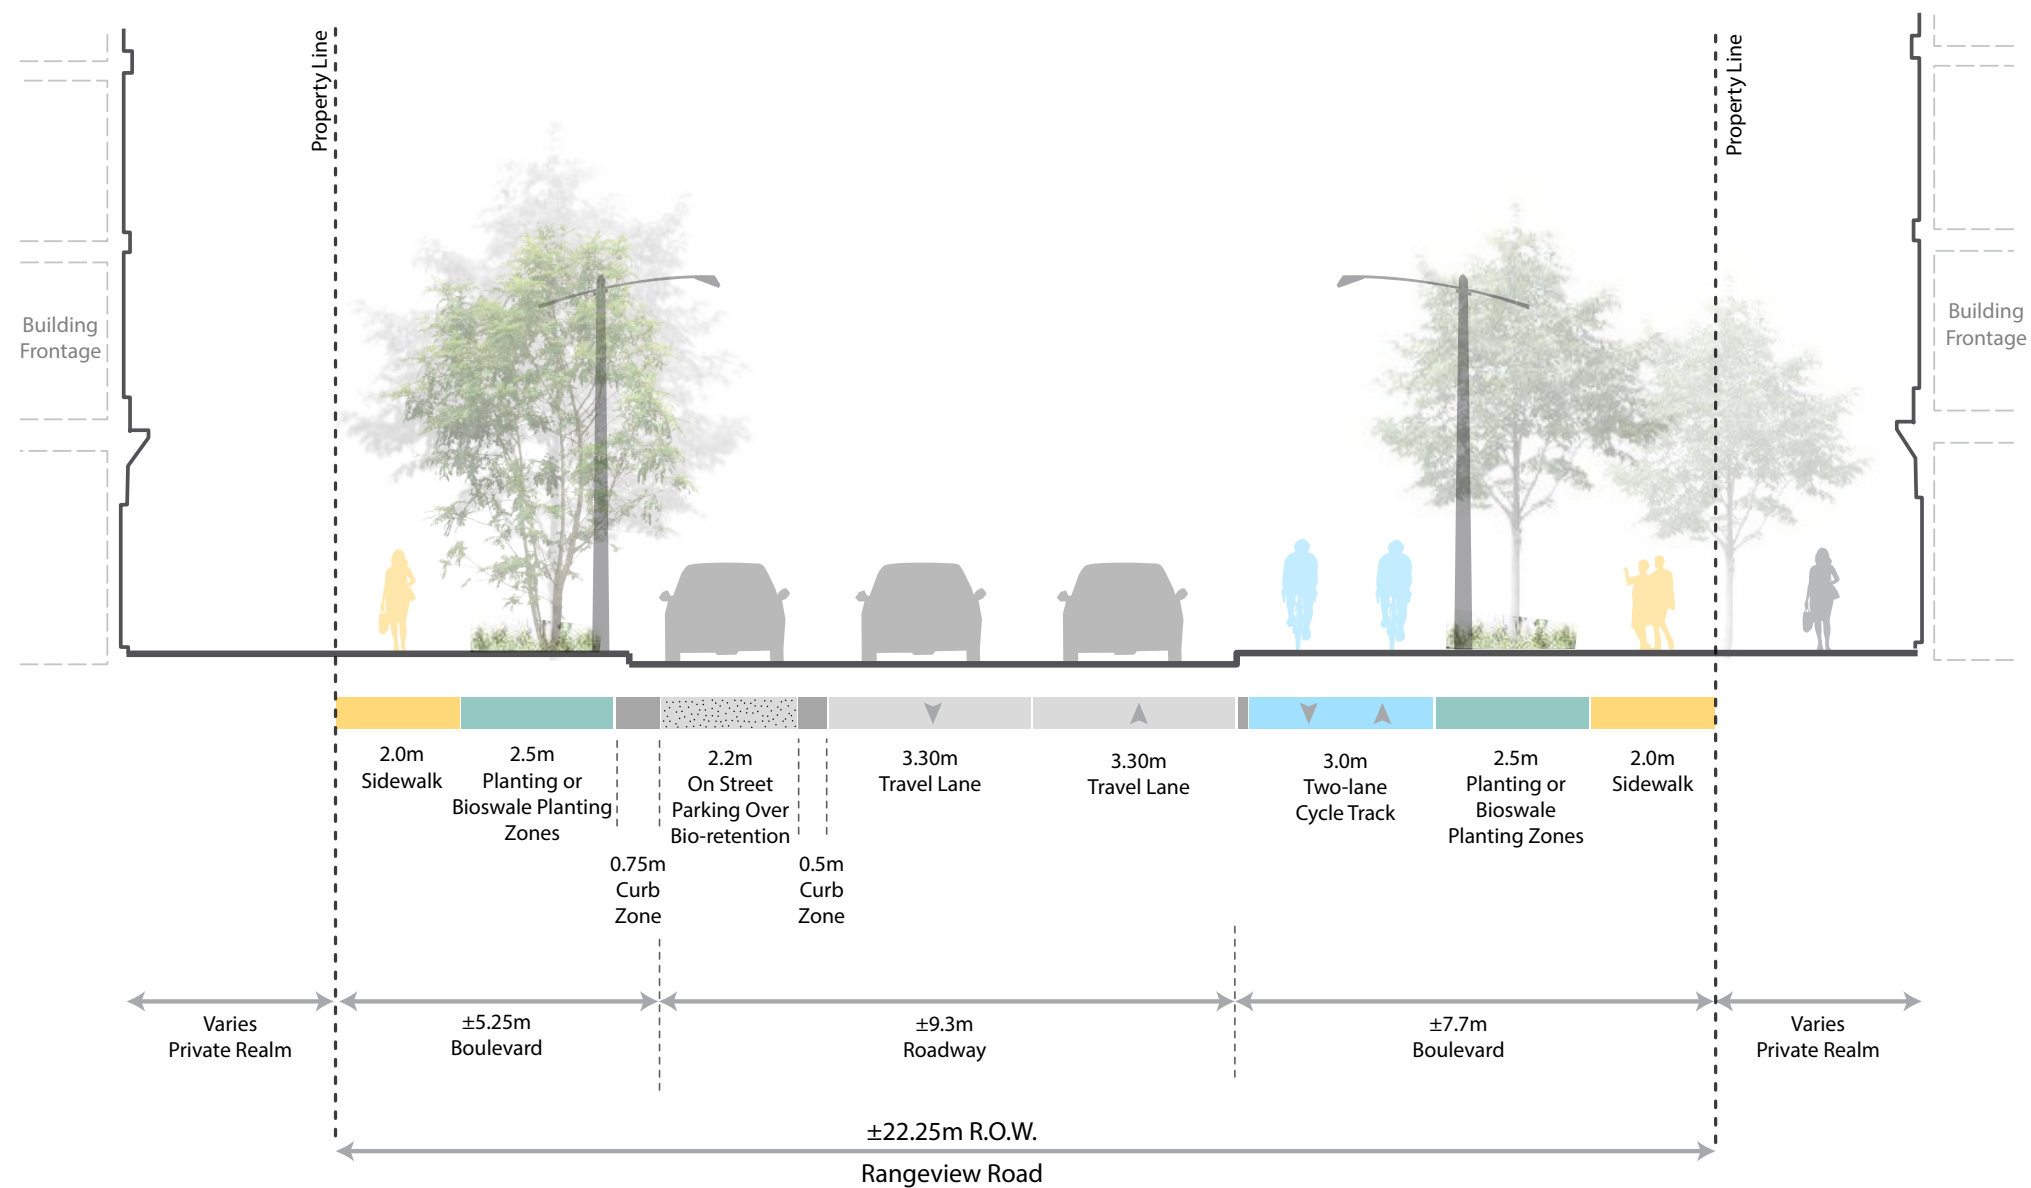 Property Line
Property Line
Building
Frontage
Building
Frontage
2.0m
Sidewalk
2.5m
Planting or
Bioswale Planting
Zones
0.75m
Curb
Zone
2.2m
On Street
Parking Over
Bio-retention
0.5m
Curb
Zone
3.30m
Travel Lane
3.30m
Travel Lane
3.0m
Two-lane
Cycle Track
2.5m
Planting or
Bioswale
Planting Zones
2.0m
Sidewalk
Varies
Private Realm
±5.25m
Boulevard
±9.3m
Roadway
±7.7m
Boulevard
Varies
Private Realm
±22.25m R.O.W.
Rangeview Road